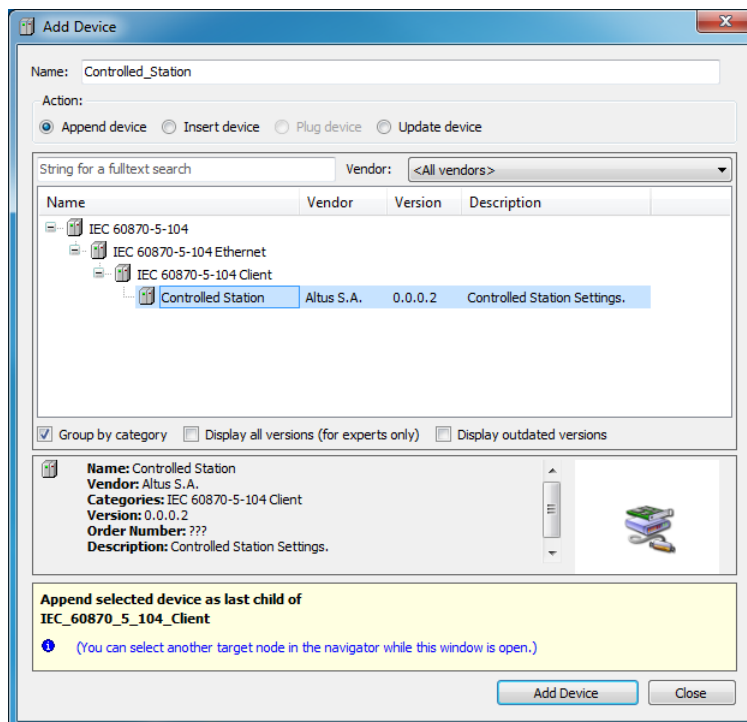 Add Device
Name: Controlled_Station
Action:
Append device Insert device Plug device Update device
String for a fulltext search Vendor: <All vendors>
Name Vendor Version Description
IEC 60870-5-104
IEC 60870-5-104 Ethernet
IEC 60870-5-104 Client
Controlled Station Altus S.A. 0.0.0.2 Controlled Station Settings.
Group by category Display all versions (for experts only) Display outdated versions
Name: Controlled Station
Vendor: Altus S.A.
Categories: IEC 60870-5-104 Client
Version: 0.0.0.2
Order Number: ???
Description: Controlled Station Settings.
Append selected device as last child of
IEC_60870_5_104_Client
(You can select another target node in the navigator while this window is open.)
Add Device Close